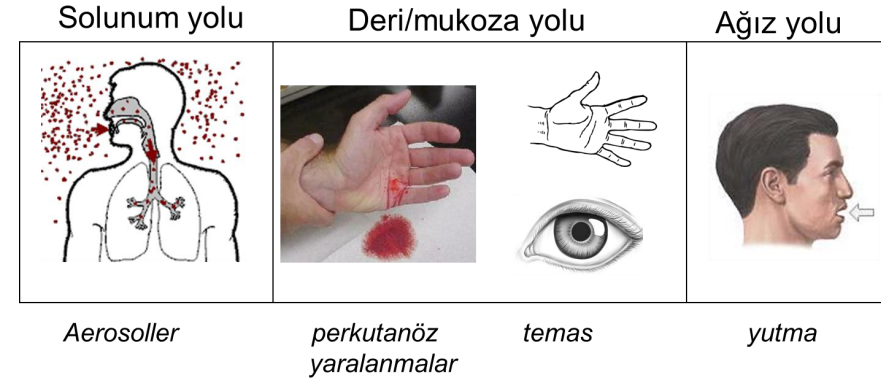 Solunum yolu
Deri/mukoza yolu
Ağız yolu
Aerosoller
perkutanöz
yaralanmalar
temas
yutma